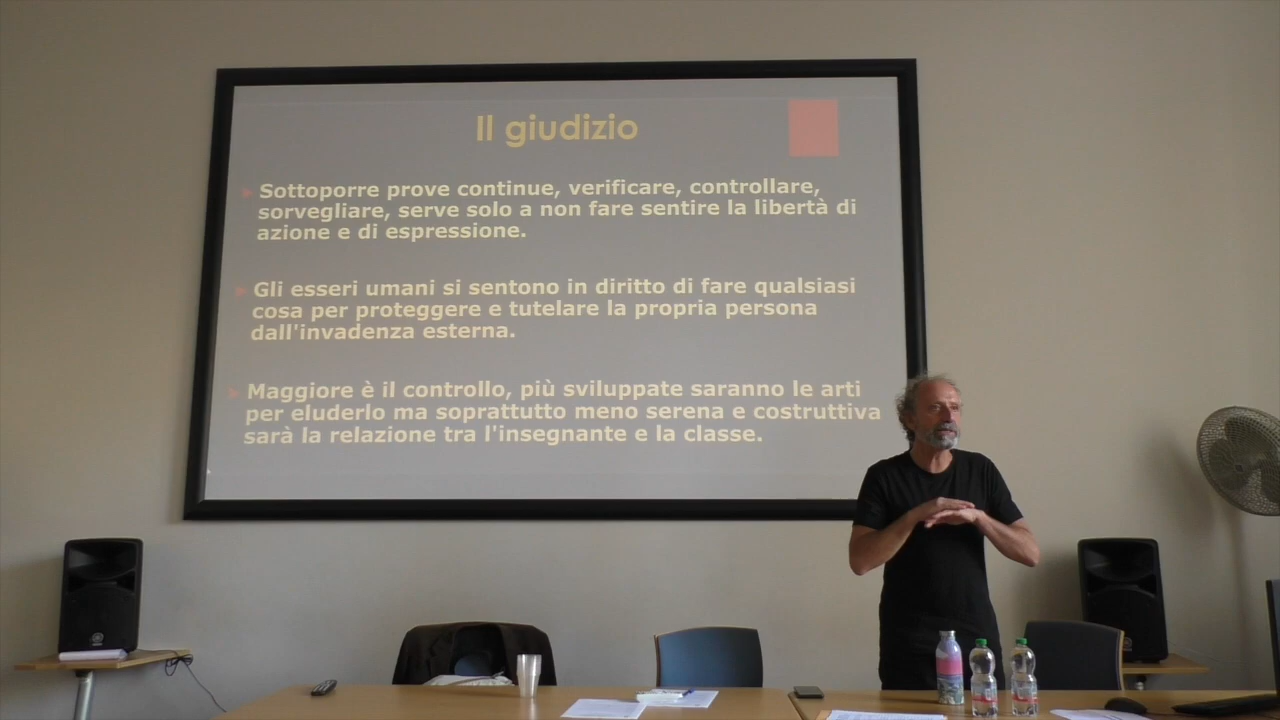 Il giudizio
Sottoporre prove continue, verificare, controllare,
sorvegliare, serve solo a non fare sentire la libertà di
azione e di espressione.
Gli esseri umani si sentono in diritto di fare qualsiasi
cosa per proteggere e tutelare la propria persona
dall'invadenza esterna.
Maggiore è il controllo, più sviluppate saranno le arti
per eluderlo ma soprattutto meno serena e costruttiva
sarà la relazione tra l'insegnante e la classe.